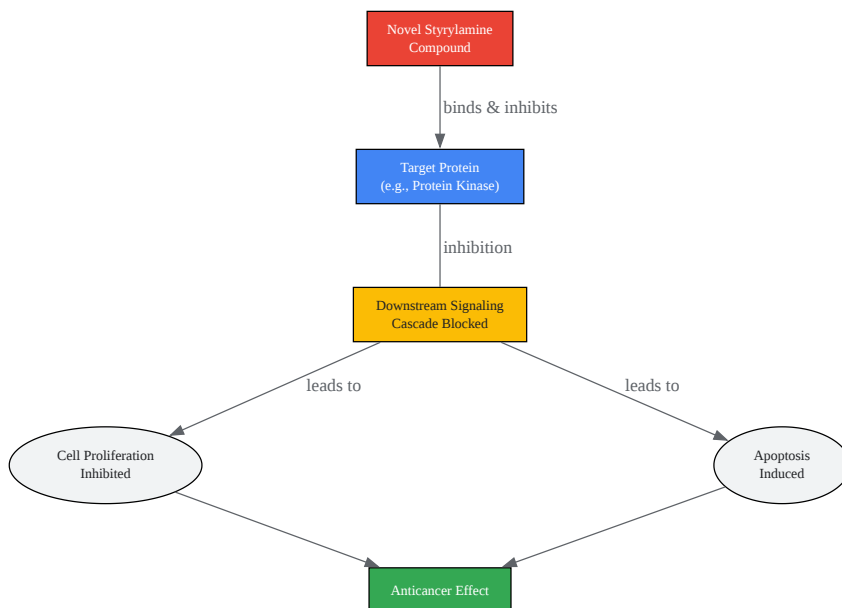 Novel Styrylamine
Compound
binds & inhibits
Target Protein
(e.g., Protein Kinase)
inhibition
Downstream Signaling
Cascade Blocked
leads to
leads to
Cell Proliferation
Inhibited
Apoptosis
Induced
Anticancer Effect